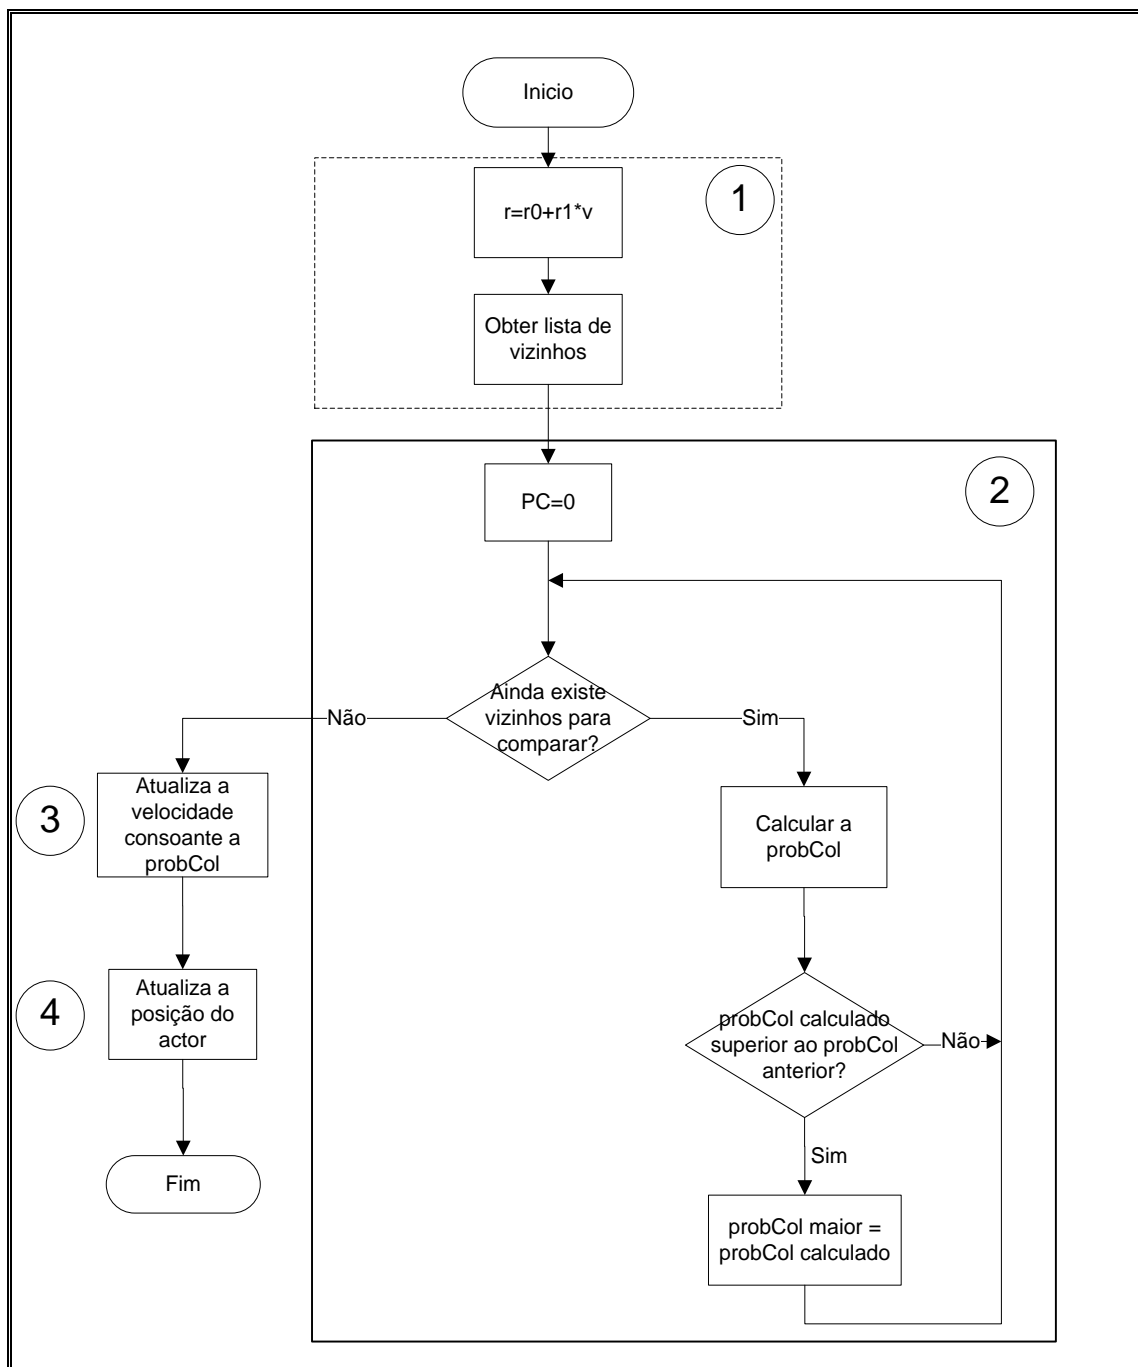 Inicio
1
r=r0+r1*v
Obter lista de
vizinhos
2
PC=0
Ainda existe
vizinhos para
comparar?
Não
Sim
3
Atualiza a
velocidade
consoante a
probCol
Calcular a
probCol
4
Atualiza a
posição do
actor
probCol calculado
superior ao probCol
anterior?
Não
Sim
Fim
probCol maior =
probCol calculado